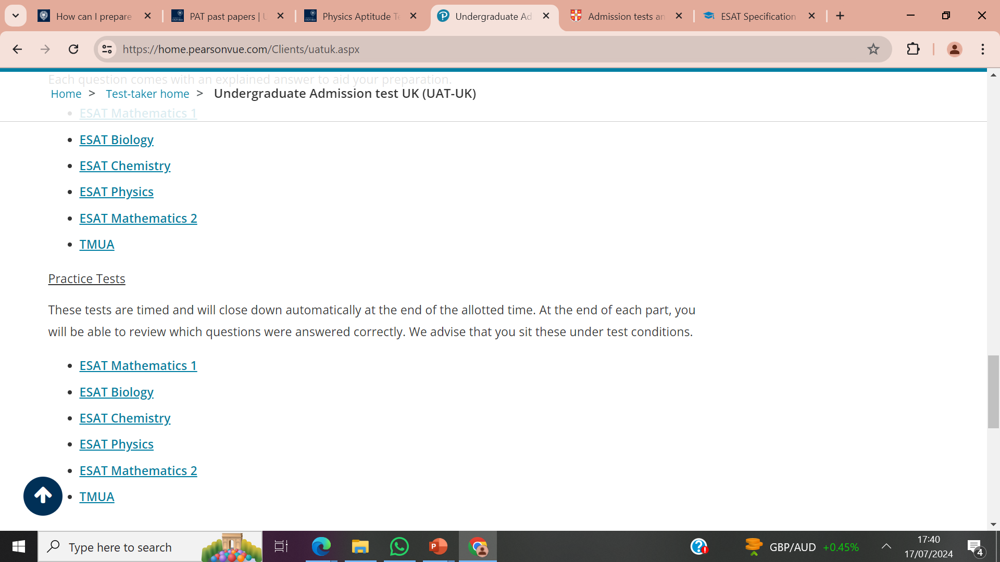 How can I prepare
PAT past papers | U
Physics Aptitude Te
Undergraduate Ad
Admission tests an
ESAT Specification
https://home.pearsonvue.com/Clients/uatuk.aspx
Each question comes with an explained answer to aid your preparation.
Home > Test-taker home > Undergraduate Admission test UK (UAT-UK)
• ESAT Mathematics 1
• ESAT Biology
• ESAT Chemistry
• ESAT Physics
• ESAT Mathematics 2
• TMUA
Practice Tests
These tests are timed and will close down automatically at the end of the allotted time. At the end of each part, you
will be able to review which questions were answered correctly. We advise that you sit these under test conditions.
• ESAT Mathematics 1
• ESAT Biology
• ESAT Chemistry
• ESAT Physics
• ESAT Mathematics 2
• TMUA
Type here to search
GBP/AUD +0.45%
17:40
17/07/2024
4